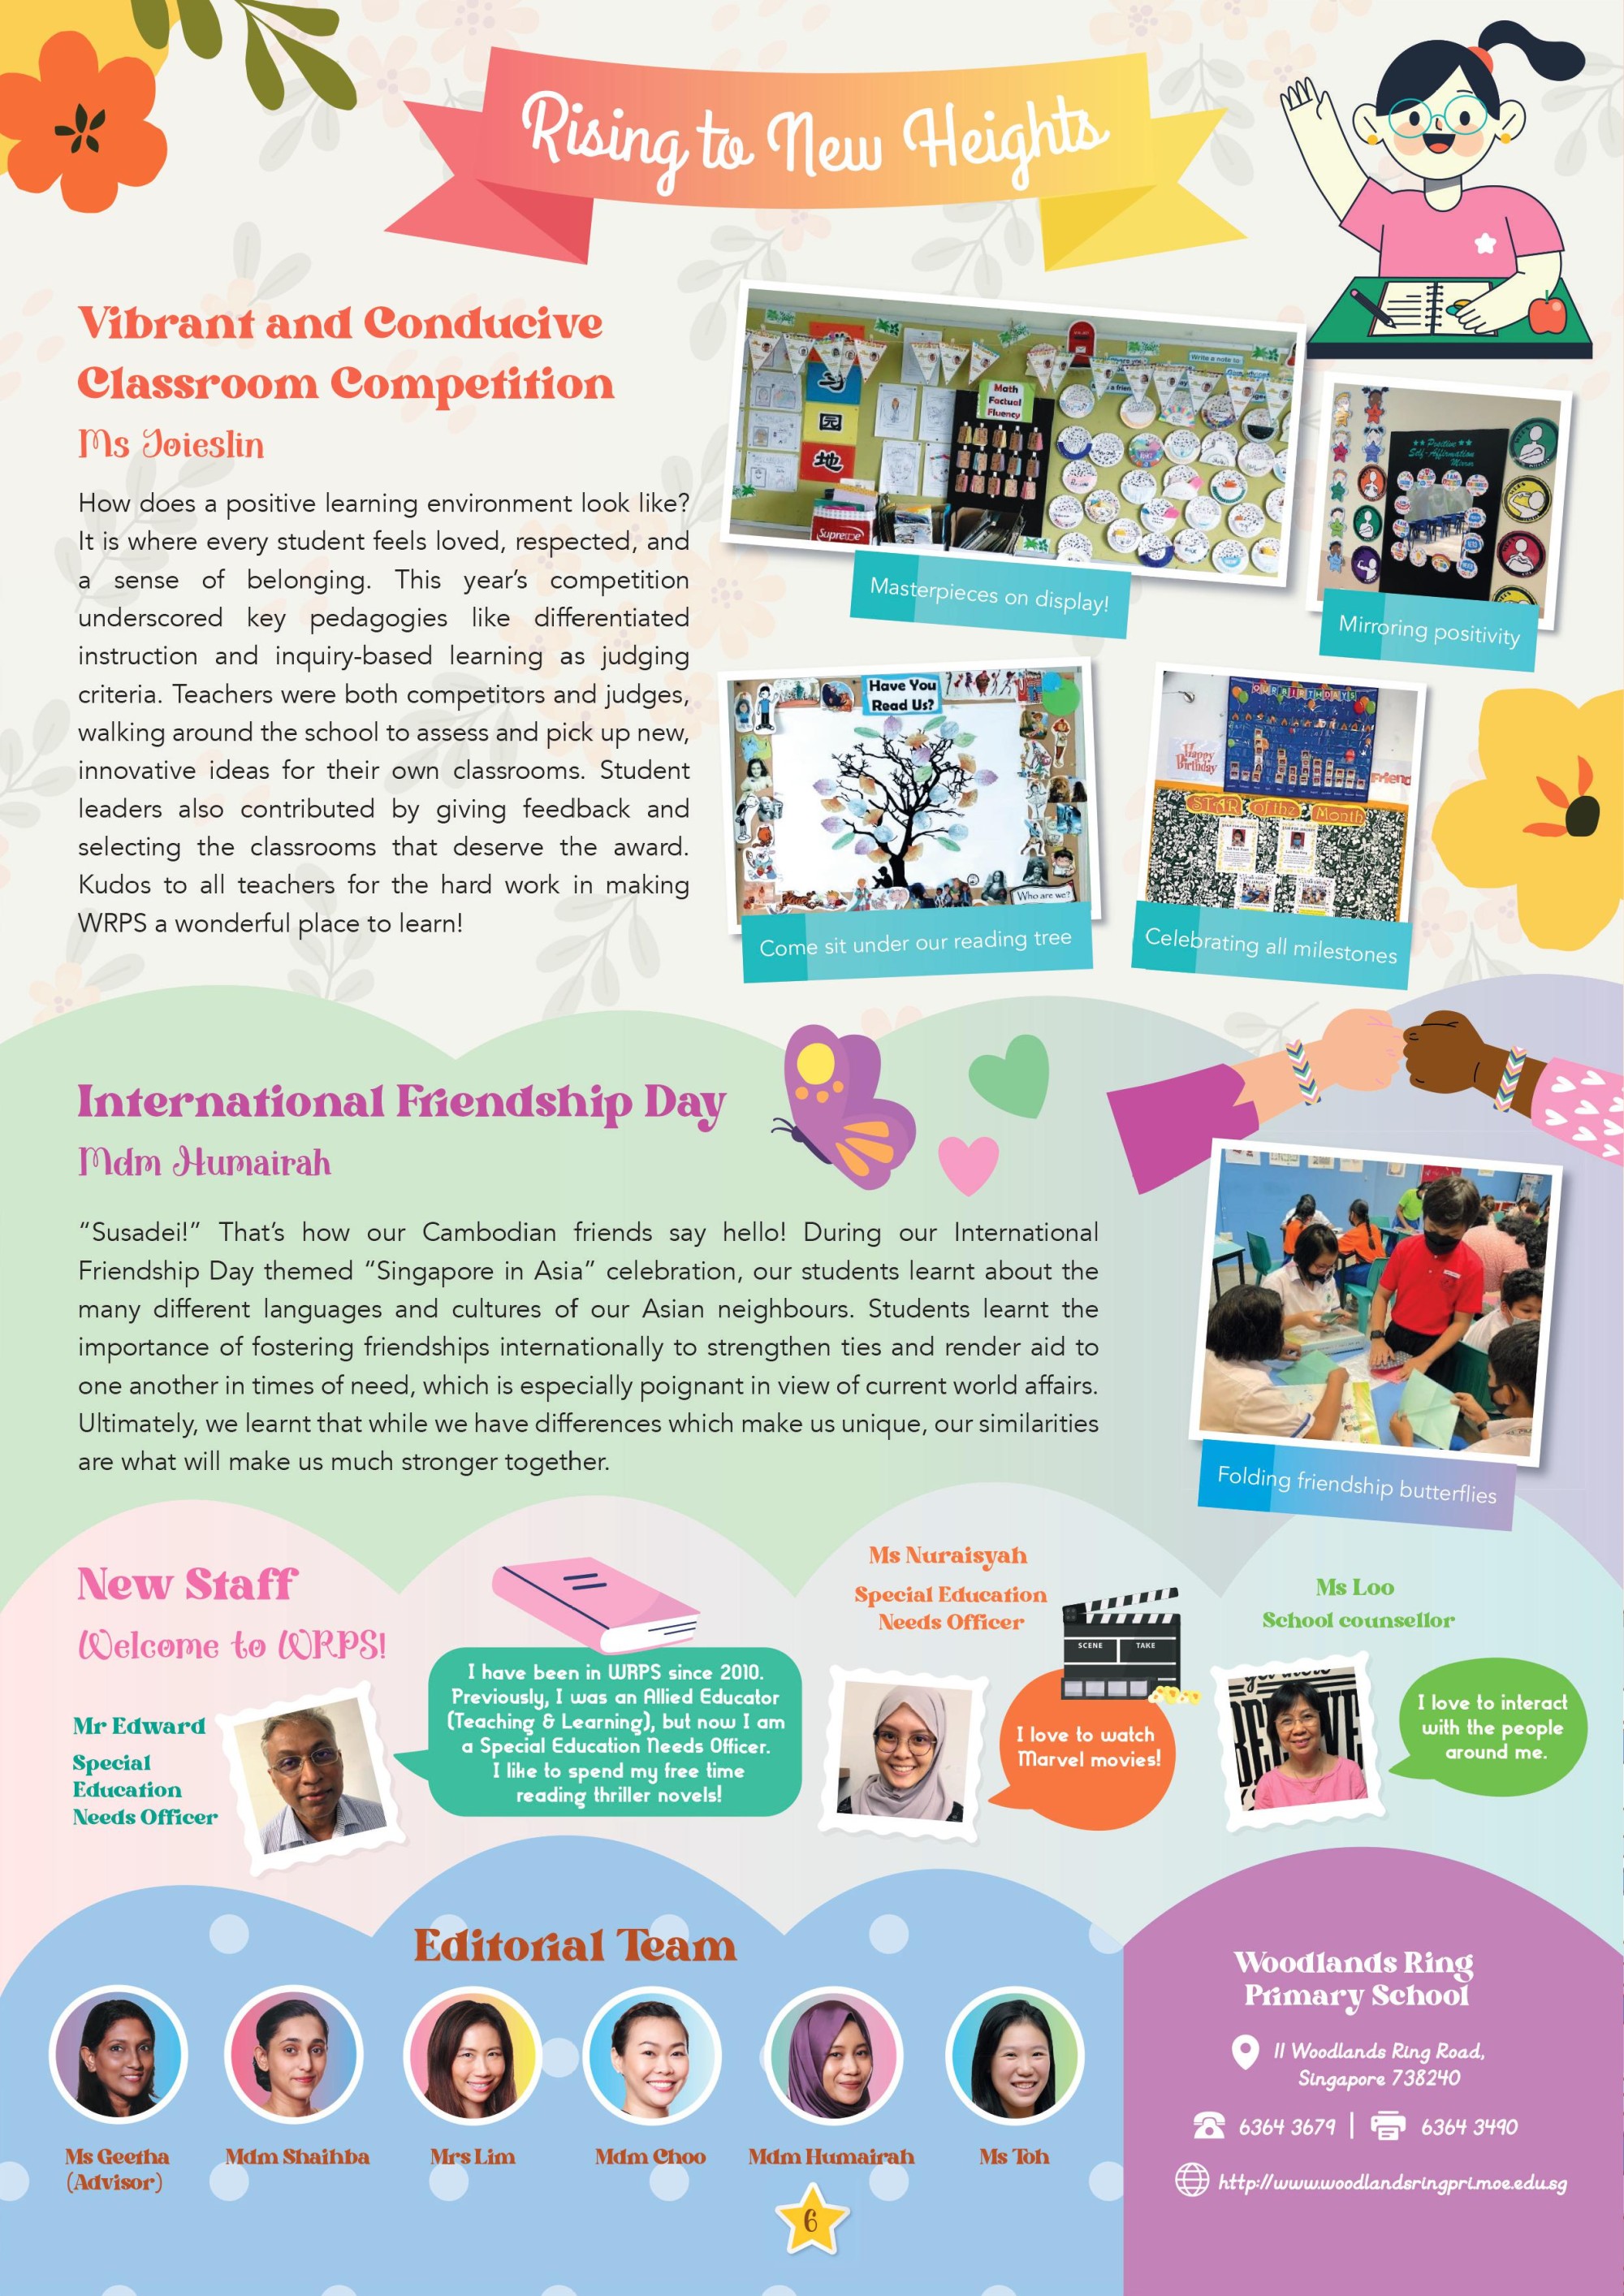 Rising to New Heights
Vibrant and Conducive
Classroom Competition
Ms Joieslin
How does a positive learning environment look like?
It is where every student feels loved, respected, and
a sense of belonging. This year's competition
underscored key pedagogies like differentiated
instruction and inquiry-based learning as judging
criteria. Teachers were both competitors and judges,
walking around the school to assess and pick up new,
innovative ideas for their own classrooms. Student
leaders also contributed by giving feedback and
selecting the classrooms that deserve the award.
Kudos to all teachers for the hard work in making
WRPS a wonderful place to learn!
Math
Factual
Fluency
Write a note to
园
地
Supreme
Masterpieces on display!
Positive
Self-Affirmation
Mirror
Mirroring positivity
Have You
Read Us?
Who are we?
Come sit under our reading tree
OUR BIRTHDAYS
Happy
Birthday
Friend
STAR of the Month
Celebrating all milestones
International Friendship Day
Mdm Humairah
"Susadei!" That's how our Cambodian friends say hello! During our International
Friendship Day themed "Singapore in Asia" celebration, our students learnt about the
many different languages and cultures of our Asian neighbours. Students learnt the
importance of fostering friendships internationally to strengthen ties and render aid to
one another in times of need, which is especially poignant in view of current world affairs.
Ultimately, we learnt that while we have differences which make us unique, our similarities
are what will make us much stronger together.
Folding friendship butterflies
New Staff
Welcome to WRPS!
Mr Edward
Special
Education
Needs Officer
I have been in WRPS since 2010.
Previously, I was an Allied Educator
(Teaching & Learning), but now I am
a Special Education Needs Officer.
I like to spend my free time
reading thriller novels!
Ms Nuraisyah
Special Education
Needs Officer
SCENE TAKE
I love to watch
Marvel movies!
Ms Loo
School counsellor
I love to interact
with the people
around me.
Editorial Team
Ms Geetha
(Advisor)
Mdm Shaihba
Mrs Lim
Mdm Choo
Mdm Humairah
Ms Toh
6
Woodlands Ring
Primary School
11 Woodlands Ring Road,
Singapore 738240
6364 3679 | 6364 3490
http://www.woodlandsringpri.moe.edu.sg